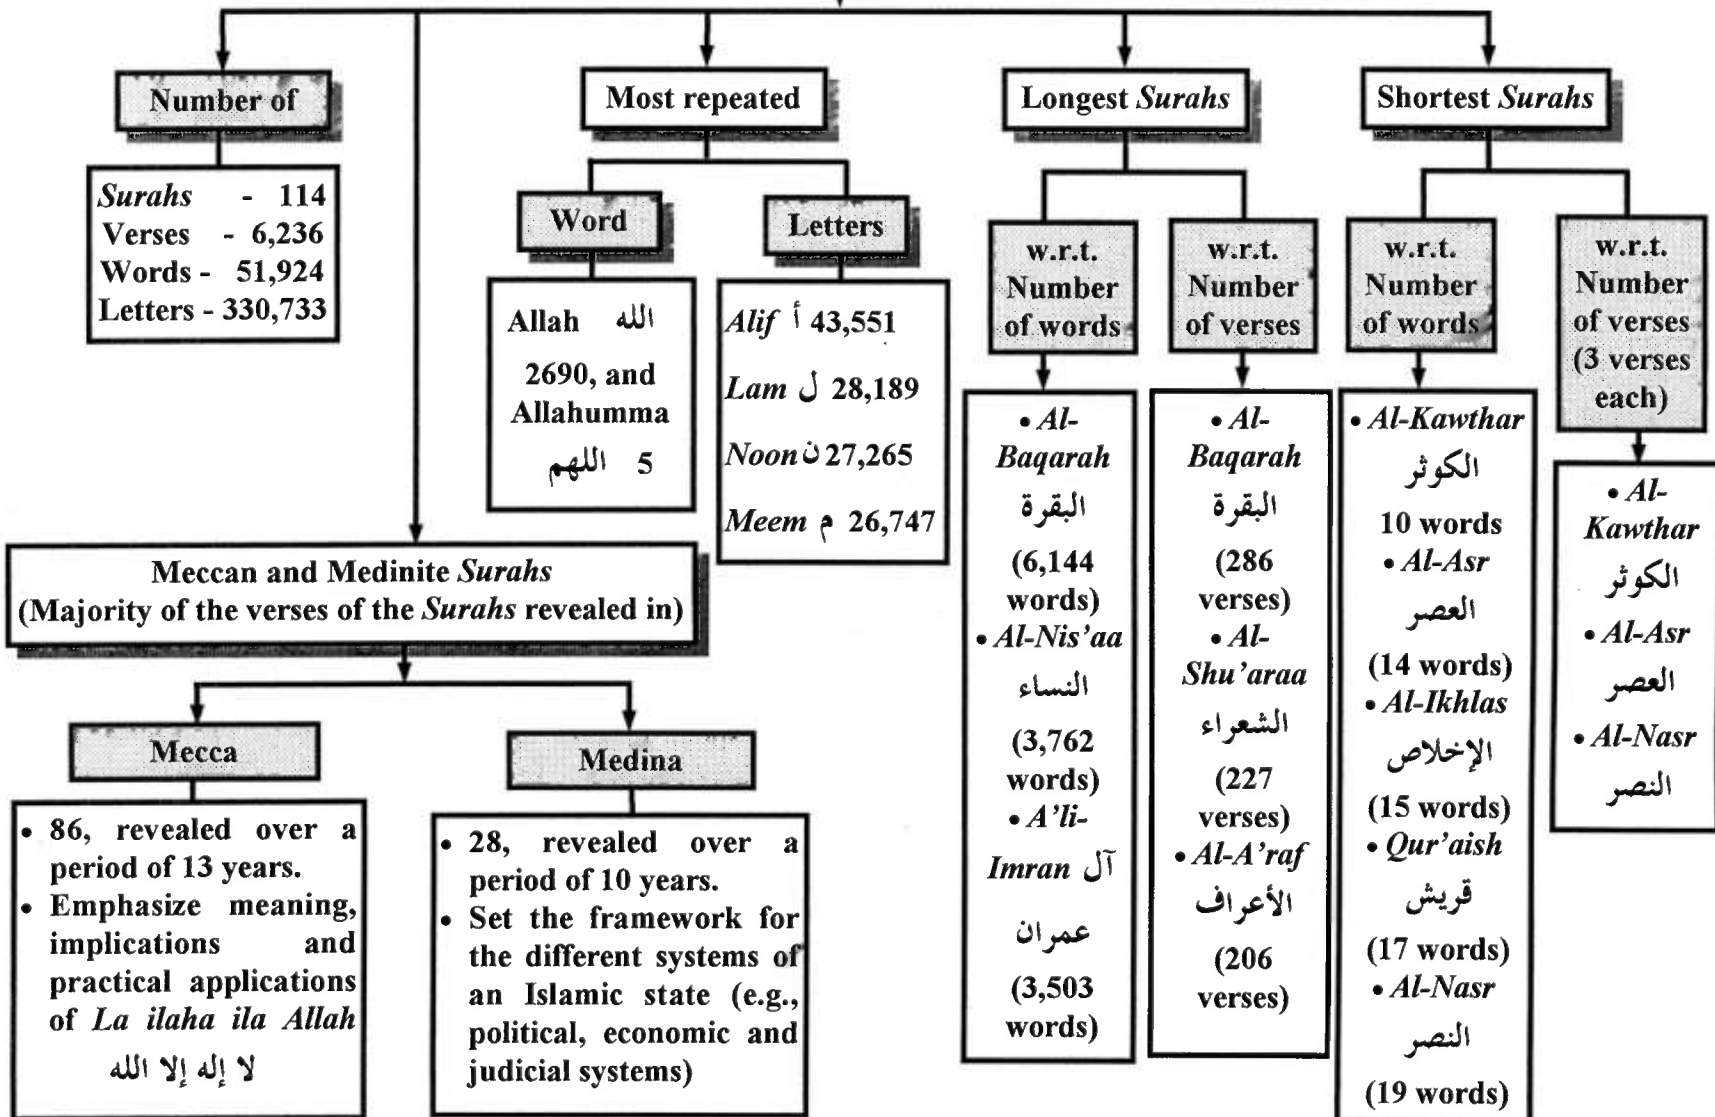 Number of
Surahs - 114
Verses - 6,236
Words - 51,924
Letters - 330,733
Most repeated
Word
Allah الله
2690, and
Allahumma
5 اللهم
Letters
Alif أ 43,551
Lam ل 28,189
Noon ن 27,265
Meem م 26,747
Longest Surahs
w.r.t.
Number
of words
• Al-
Baqarah
البقرة
(6,144
words)
• Al-Nis’aa
النساء
(3,762
words)
• A’li-
Imran آل
عمران
(3,503
words)
w.r.t.
Number
of verses
• Al-
Baqarah
البقرة
(286
verses)
• Al-
Shu’araa
الشعراء
(227
verses)
• Al-A’raf
الأعراف
(206
verses)
Shortest Surahs
w.r.t.
Number
of words
• Al-Kawthar
الكوثر
10 words
• Al-Asr
العصر
(14 words)
• Al-Ikhlas
الإخلاص
(15 words)
• Qur’aish
قريش
(17 words)
• Al-Nasr
النصر
(19 words)
w.r.t.
Number
of verses
(3 verses
each)
• Al-
Kawthar
الكوثر
• Al-Asr
العصر
• Al-Nasr
النصر
Meccan and Medinite Surahs
(Majority of the verses of the Surahs revealed in)
Mecca
• 86, revealed over a
period of 13 years.
• Emphasize meaning,
implications and
practical applications
of La ilaha ila Allah
لا إله إلا الله
Medina
• 28, revealed over a
period of 10 years.
• Set the framework for
the different systems of
an Islamic state (e.g.,
political, economic and
judicial systems)